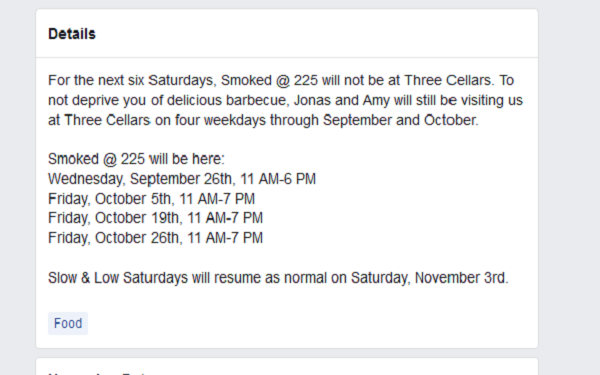 Details
For the next six Saturdays, Smoked @ 225 will not be at Three Cellars. To
not deprive you of delicious barbecue, Jonas and Amy will still be visiting us
at Three Cellars on four weekdays through September and October.
Smoked @ 225 will be here:
Wednesday, September 26th, 11 AM-6 PM
Friday, October 5th, 11 AM-7 PM
Friday, October 19th, 11 AM-7 PM
Friday, October 26th, 11 AM-7 PM
Slow & Low Saturdays will resume as normal on Saturday, November 3rd.
Food